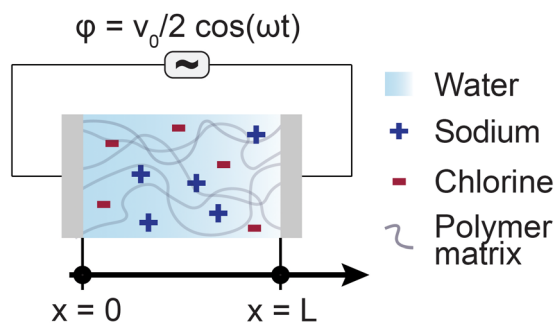 φ = v₀/2 cos(ωt)
~
Water
+ Sodium
- Chlorine
Polymer
matrix
x = 0
x = L